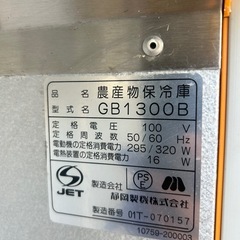 品名 農産物保冷庫
型式名 GB1300B
定格電圧 100 V
定格周波数 50/60 Hz
電動機の定格消費電力 295/320 W
電熱装置の定格消費電力 16 W
S
JET
PS
E
製造会社
静岡製機株式会社
製造番号 01T-070157
10759-200003